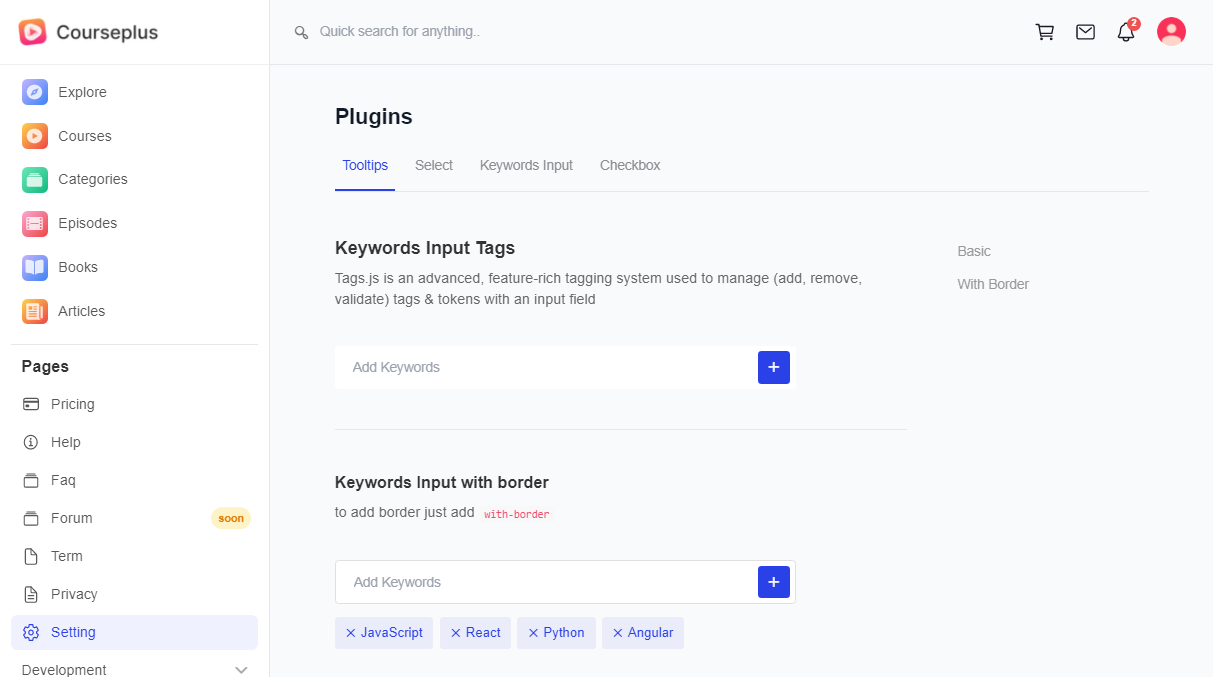 Courseplus
Quick search for anything..
2
Explore
Courses
Categories
Episodes
Books
Articles
Pages
Pricing
Help
Faq
Forum
soon
Term
Privacy
Setting
Development
Plugins
Tooltips
Select
Keywords Input
Checkbox
Keywords Input Tags
Tags.js is an advanced, feature-rich tagging system used to manage (add, remove,
validate) tags & tokens with an input field
Add Keywords
+
Basic
With Border
Keywords Input with border
to add border just add with-border
Add Keywords
+
× JavaScript
× React
× Python
× Angular